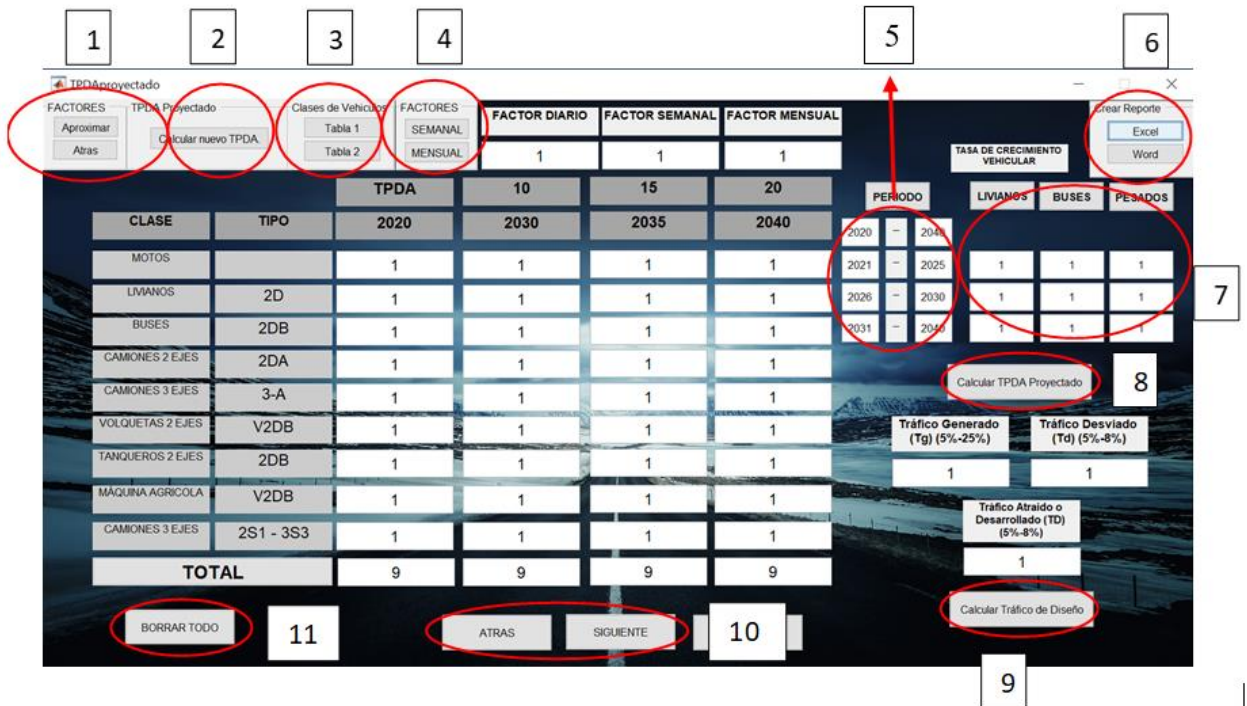 1 2 3 4 5 6
TPDAproyectado
FACTORES TPDA Proyectado Clases de Vehiculos FACTORES FACTOR DIARIO FACTOR SEMANAL FACTOR MENSUAL Crear Reporte
Aproximar Calcular nuevo TPDA Tabla 1 SEMANAL Excel
Atras Tabla 2 MENSUAL 1 1 1 Word
TASA DE CRECIMIENTO
VEHICULAR
TPDA 10 15 20 PERIODO LIVIANOS BUSES PESADOS
CLASE TIPO 2020 2030 2035 2040 2020 - 2040
MOTOS 1 1 1 1 2021 - 2025 1 1 1
LIVIANOS 2D 1 1 1 1 2026 - 2030 1 1 1
7
BUSES 2DB 1 1 1 1 2031 - 2040 1 1 1
CAMIONES 2 EJES 2DA 1 1 1 1
Calcular TPDA Proyectado 8
CAMIONES 3 EJES 3-A 1 1 1 1
VOLQUETAS 2 EJES V2DB 1 1 1 1
Tráfico Generado
(Tg) (5%-25%)
Tráfico Desviado
(Td) (5%-8%)
TANQUEROS 2 EJES 2DB 1 1 1 1
1 1
MÁQUINA AGRICOLA V2DB 1 1 1 1
Tráfico Atraido o
Desarrollado (TD)
(5%-8%)
CAMIONES 3 EJES 2S1 - 3S3 1 1 1 1
1
TOTAL 9 9 9 9
Calcular Tráfico de Diseño
BORRAR TODO 11 ATRAS SIGUIENTE 10
9